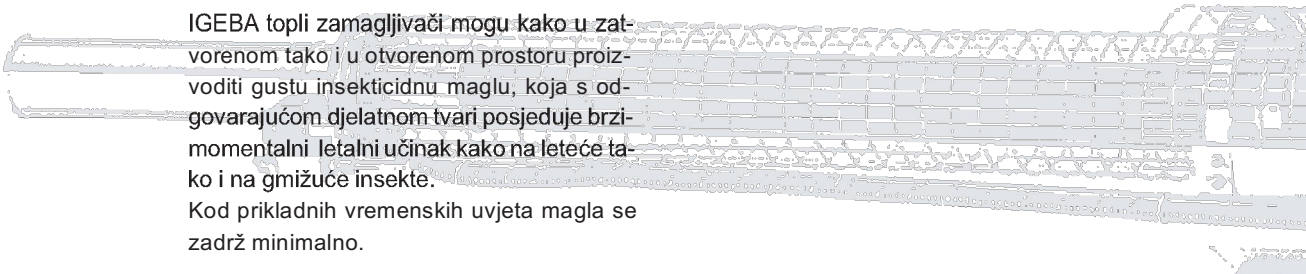 IGEBA topli zamagljivači mogu kako u zat-
vorenom tako i u otvorenom prostoru proiz-
voditi gustu insekticidnu maglu, koja s od-
govarajućom djelatnom tvari posjeduje brzi-
momentalni letalni učinak kako na leteće ta-
ko i na gmižuće insekte.
Kod prikladnih vremenskih uvjeta magla se
zadrž minimalno.